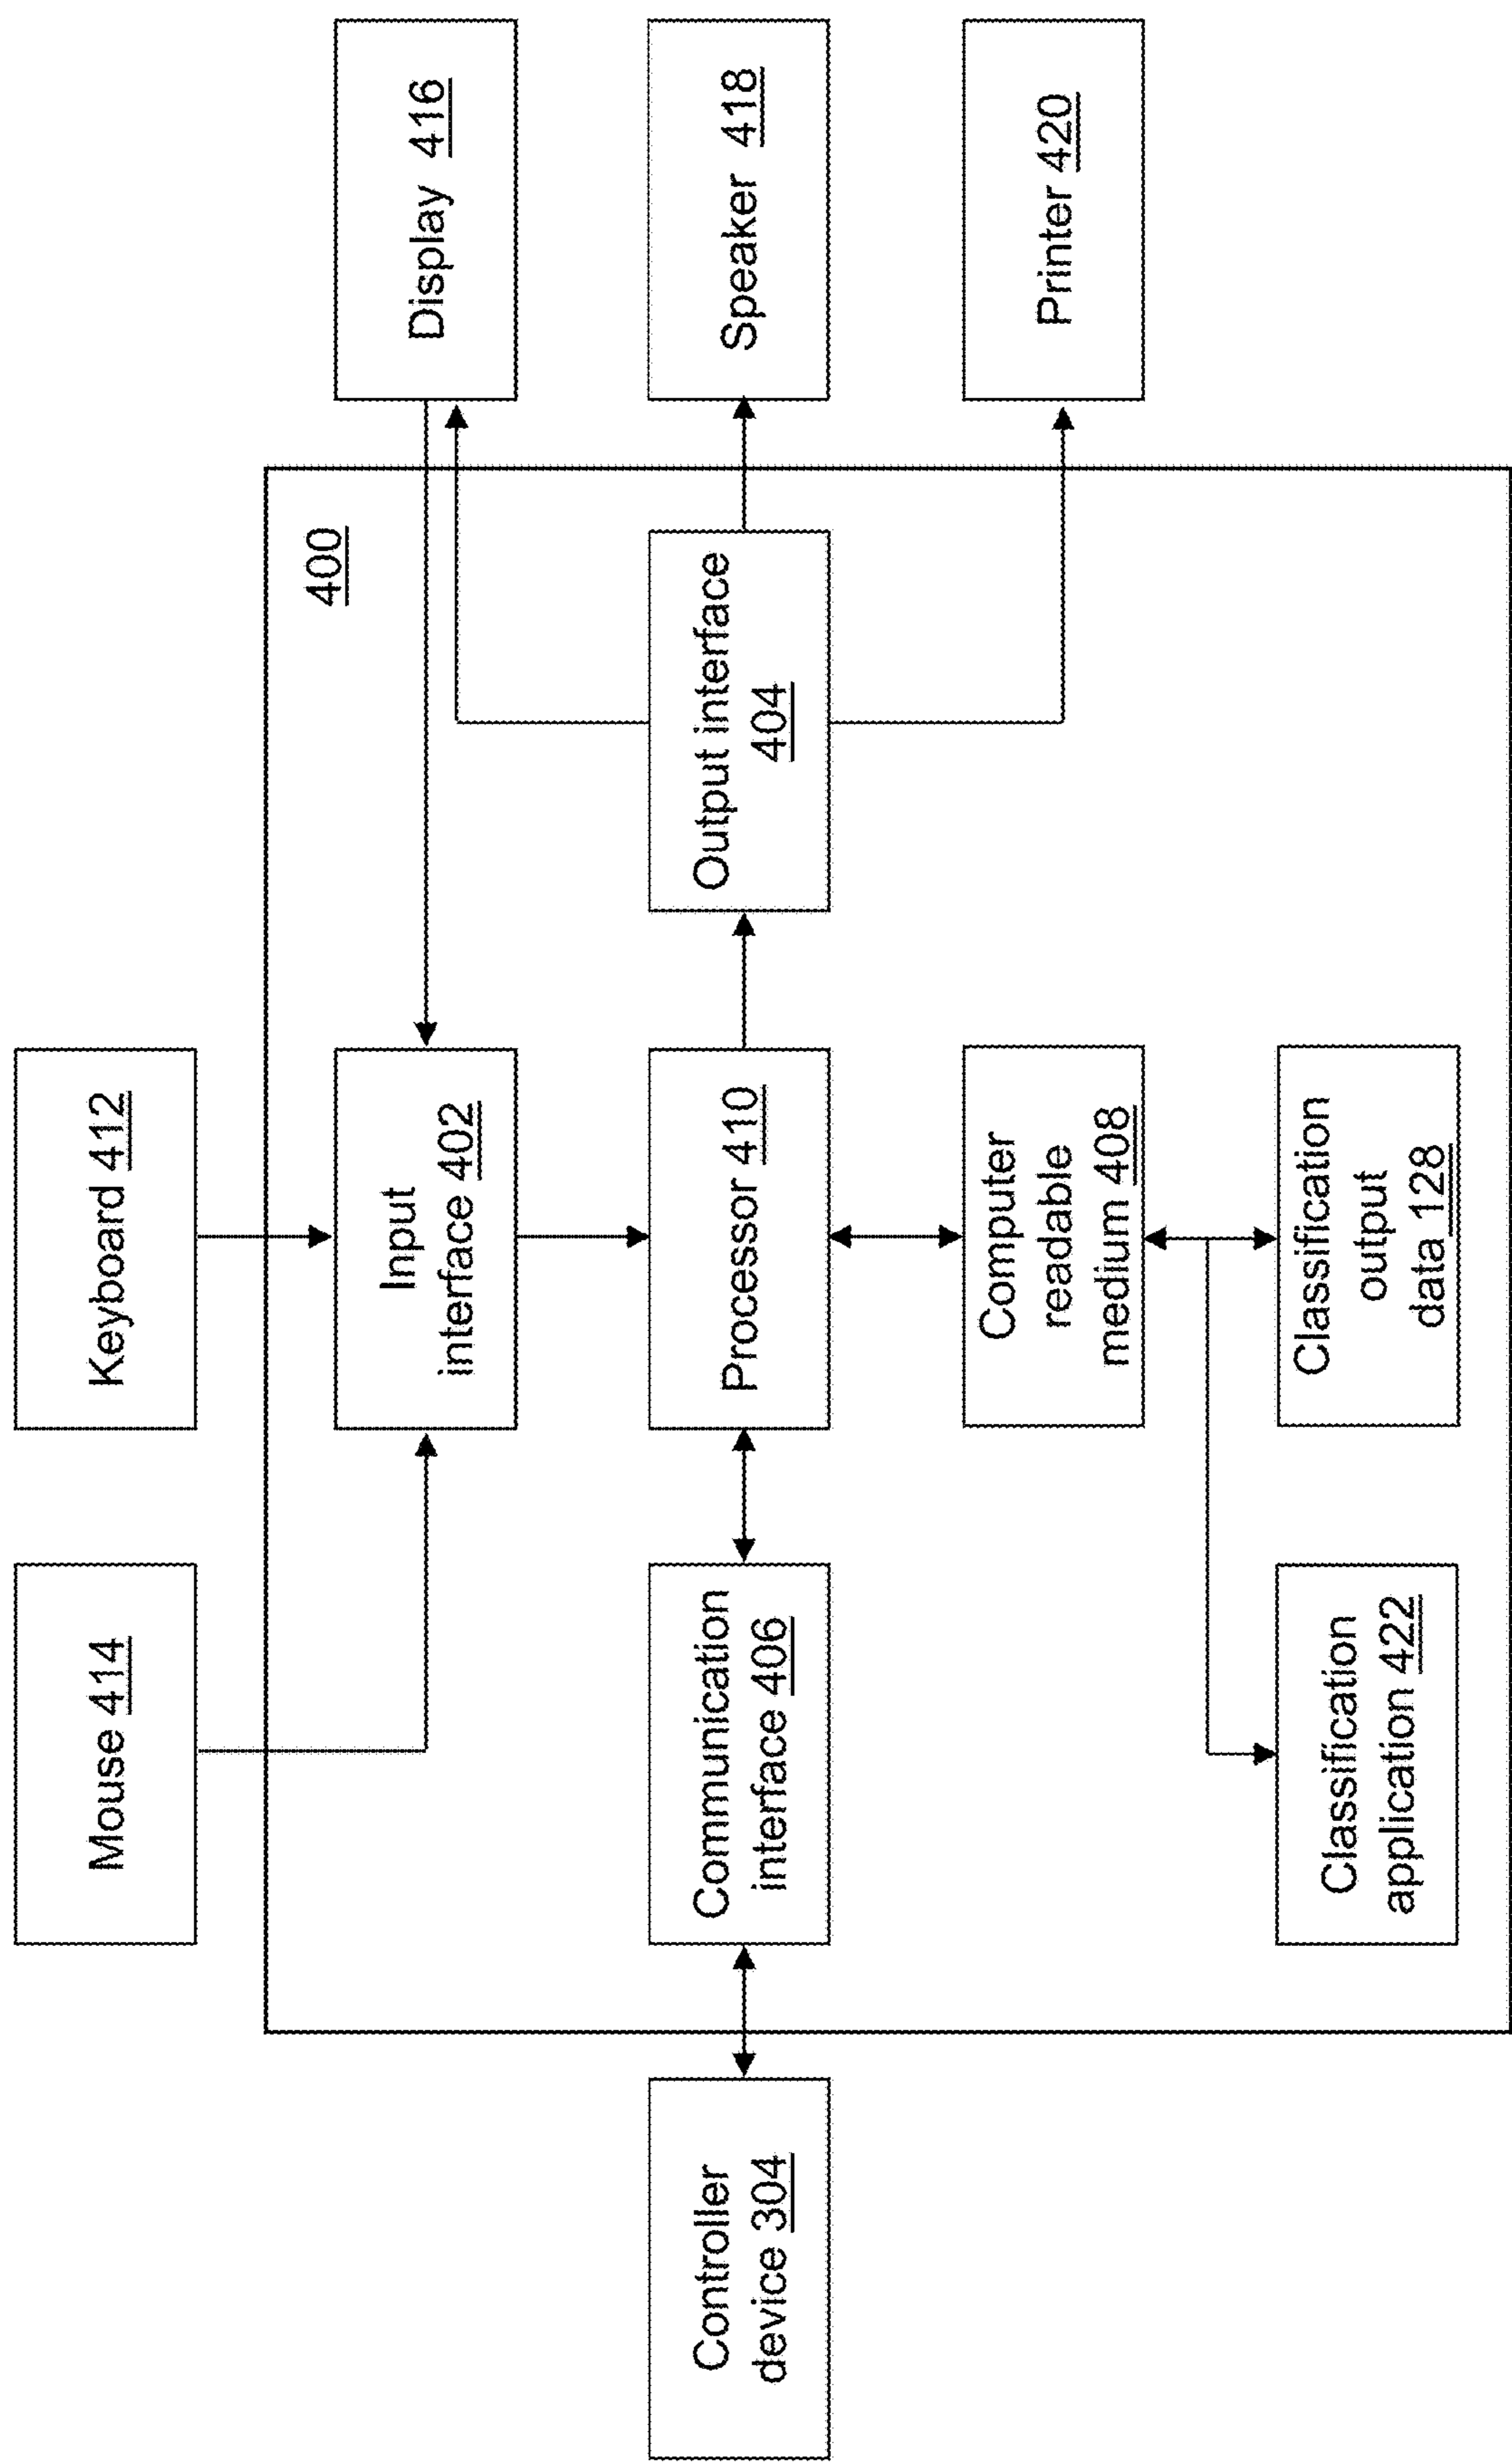 Mouse 414
Keyboard 412
400
Input
interface 402
Display 416
Controller
device 304
Communication
interface 406
Processor 410
Output interface
404
Speaker 418
Computer
readable
medium 408
Printer 420
Classification
application 422
Classification
output
data 128